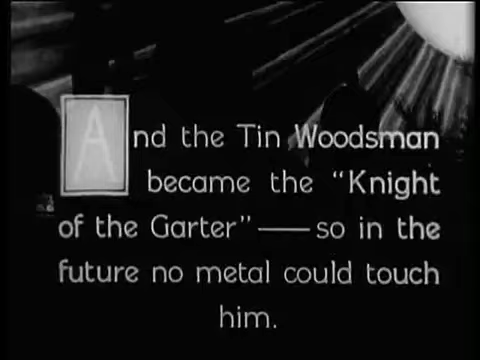 And the Tin Woodsman
became the “Knight
of the Garter”—so in the
future no metal could touch
him.